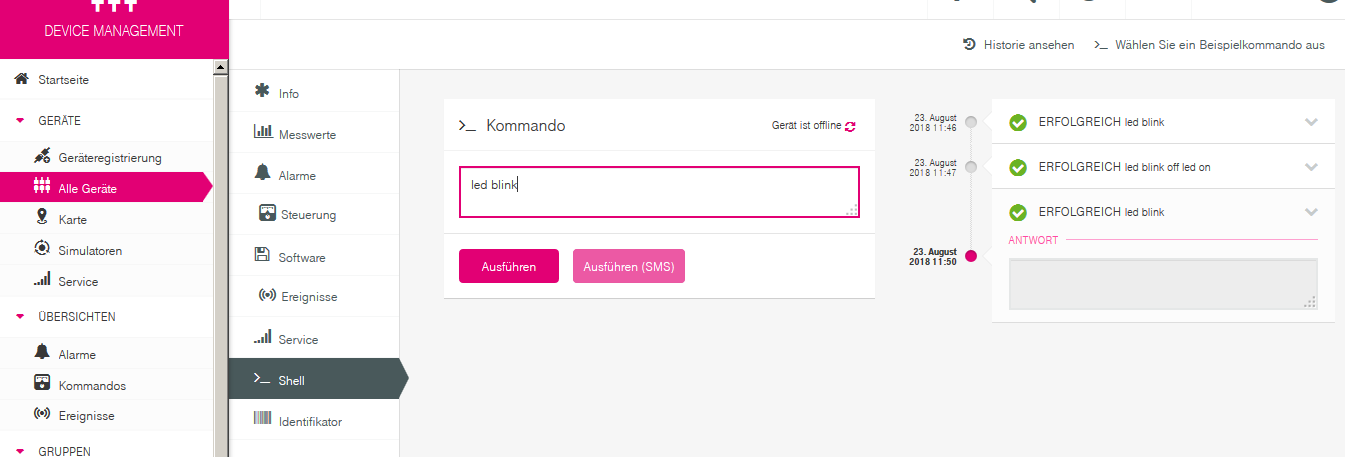 DEVICE MANAGEMENT
Historie ansehen
Wählen Sie ein Beispielkommando aus
Startseite
GERÄTE
Geräteregistrierung
Alle Geräte
Karte
Simulatoren
Service
ÜBERSICHTEN
Alarme
Kommandos
Ereignisse
GRUPPEN
Info
Messwerte
Alarme
Steuerung
Software
Ereignisse
Service
Shell
Identifikator
Kommando
Gerät ist offline
led blink
Ausführen
Ausführen (SMS)
23. August
2018 11:46
ERFOLGREICH led blink
23. August
2018 11:47
ERFOLGREICH led blink off led on
ERFOLGREICH led blink
ANTWORT
23. August
2018 11:50